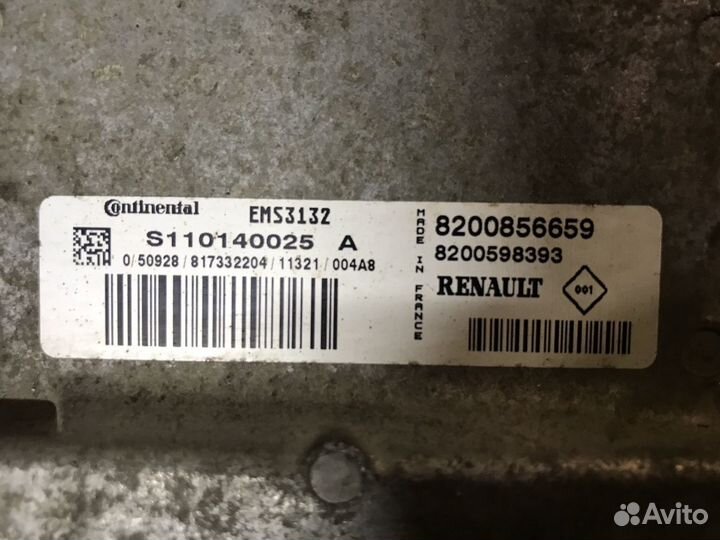 Continental EMS3132
S110140025 A
0/50928/817332204/11321/004A8
MADE IN FRANCE
8200856659
8200598393
RENAULT 001
Avito